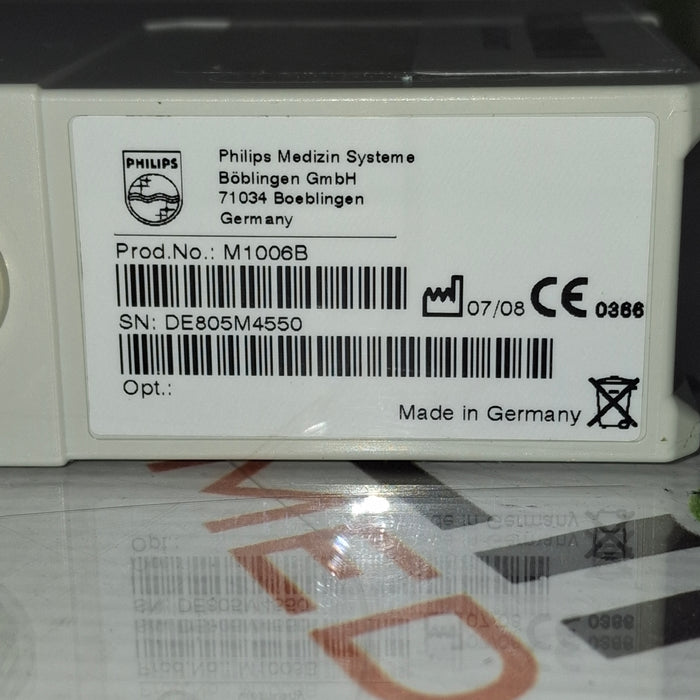 PHILIPS
Philips Medizin Systeme
Böblingen GmbH
71034 Boeblingen
Germany
Prod.No.: M1006B
07/08 CE 0366
SN: DE805M4550
Opt.:
Made in Germany
MED